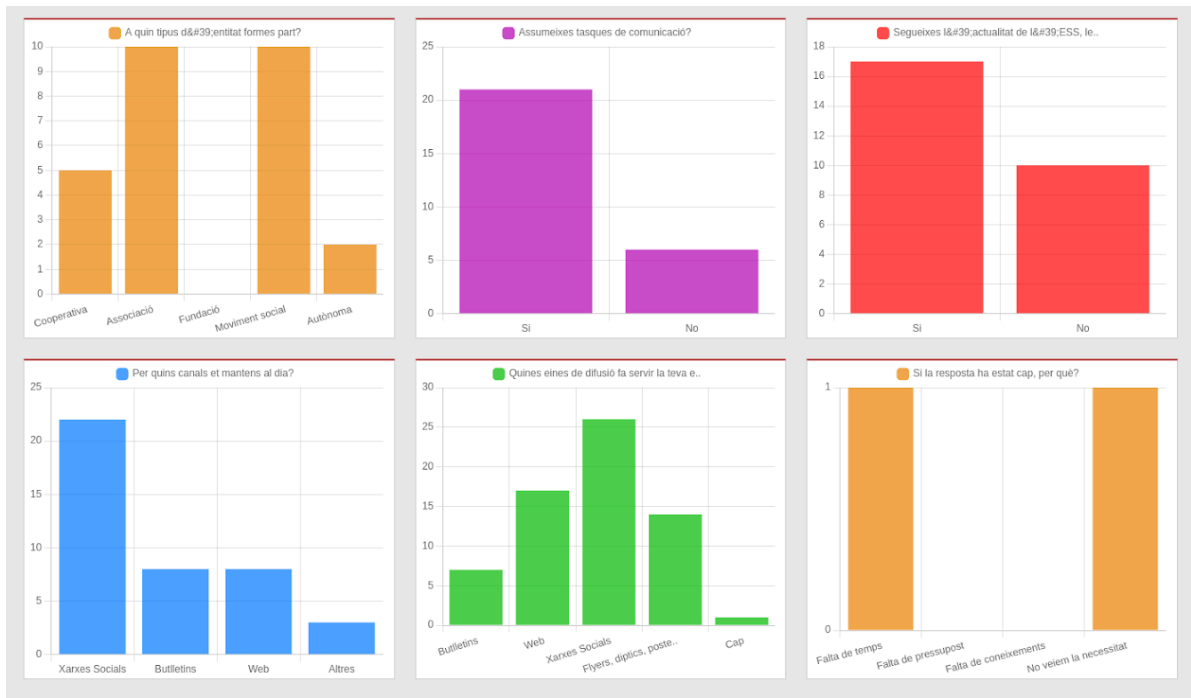 A quin tipus d&#39;entitat formes part?
10
9
8
7
6
5
4
3
2
1
0
Cooperativa
Associació
Fundació
Moviment social
Autònoma
Assumeixes tasques de comunicació?
25
20
15
10
5
0
Si
No
Segueixes l&#39;actualitat de l&#39;ESS, le..
18
16
14
12
10
8
6
4
2
0
Si
No
Per quins canals et mantens al dia?
25
20
15
10
5
0
Xarxes Socials
Butlletins
Web
Altres
Quines eines de difusió fa servir la teva e..
30
25
20
15
10
5
0
Butlletins
Web
Xarxes Socials
Flyers, díptics, poste..
Cap
Si la resposta ha estat cap, per què?
1
0
Falta de temps
Falta de pressupost
Falta de coneixements
No veiem la necessitat